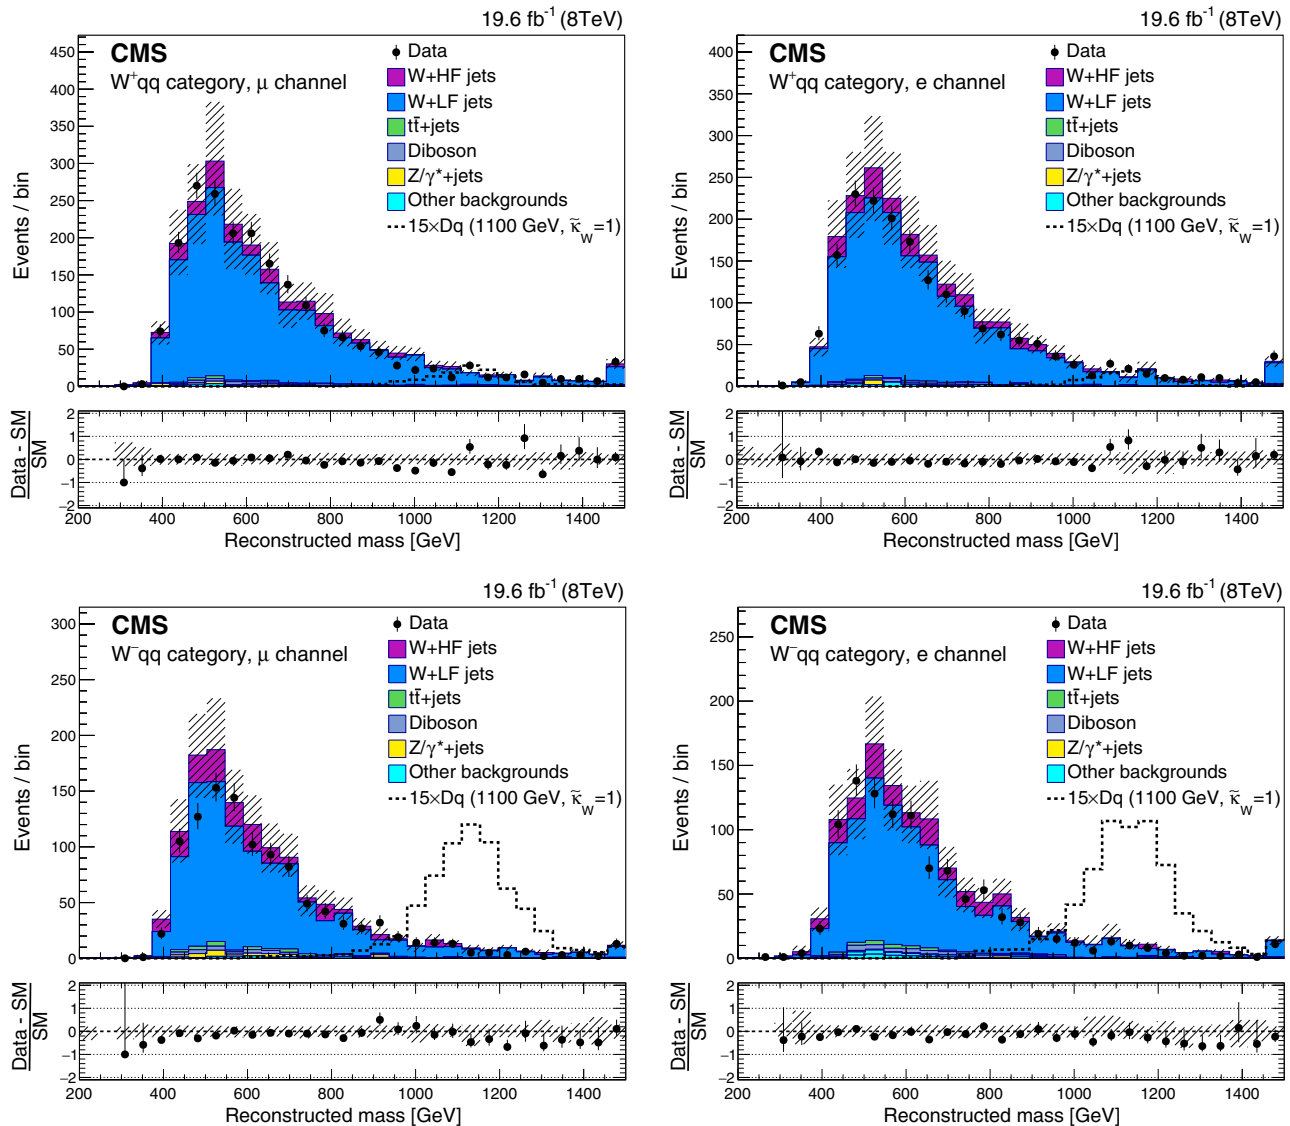 19.6 fb⁻¹ (8TeV)
CMS
W⁺qq category, μ channel
Data
W+HF jets
W+LF jets
tt̄+jets
Diboson
Z/γ*+jets
Other backgrounds
15×Dq (1100 GeV, κ̃_W=1)
Events / bin
450
400
350
300
250
200
150
100
50
0
Data - SM
SM
2
1
0
−1
−2
200 400 600 800 1000 1200 1400
Reconstructed mass [GeV]
19.6 fb⁻¹ (8TeV)
CMS
W⁺qq category, e channel
Data
W+HF jets
W+LF jets
tt̄+jets
Diboson
Z/γ*+jets
Other backgrounds
15×Dq (1100 GeV, κ̃_W=1)
Events / bin
400
350
300
250
200
150
100
50
0
Data - SM
SM
2
1
0
−1
−2
200 400 600 800 1000 1200 1400
Reconstructed mass [GeV]
19.6 fb⁻¹ (8TeV)
CMS
W⁻qq category, μ channel
Data
W+HF jets
W+LF jets
tt̄+jets
Diboson
Z/γ*+jets
Other backgrounds
15×Dq (1100 GeV, κ̃_W=1)
Events / bin
300
250
200
150
100
50
0
Data - SM
SM
2
1
0
−1
−2
200 400 600 800 1000 1200 1400
Reconstructed mass [GeV]
19.6 fb⁻¹ (8TeV)
CMS
W⁻qq category, e channel
Data
W+HF jets
W+LF jets
tt̄+jets
Diboson
Z/γ*+jets
Other backgrounds
15×Dq (1100 GeV, κ̃_W=1)
Events / bin
250
200
150
100
50
0
Data - SM
SM
2
1
0
−1
−2
200 400 600 800 1000 1200 1400
Reconstructed mass [GeV]